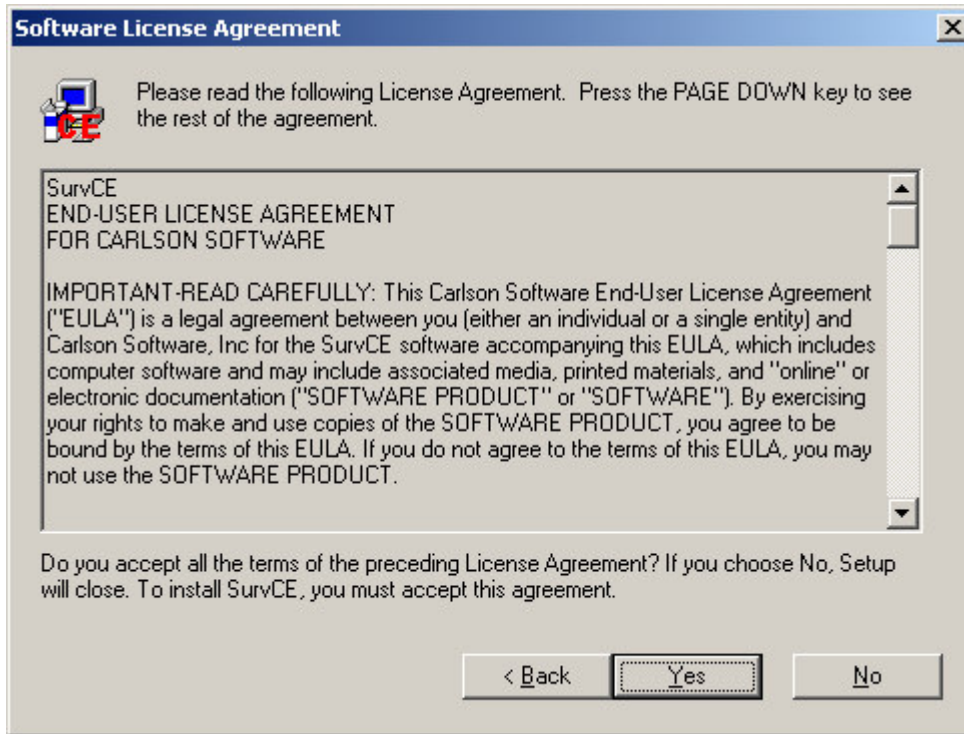 Software License Agreement
Please read the following License Agreement. Press the PAGE DOWN key to see
the rest of the agreement.
CE
SurvCE
END-USER LICENSE AGREEMENT
FOR CARLSON SOFTWARE
IMPORTANT-READ CAREFULLY: This Carlson Software End-User License Agreement
("EULA") is a legal agreement between you (either an individual or a single entity) and
Carlson Software, Inc for the SurvCE software accompanying this EULA, which includes
computer software and may include associated media, printed materials, and "online" or
electronic documentation ("SOFTWARE PRODUCT" or "SOFTWARE"). By exercising
your rights to make and use copies of the SOFTWARE PRODUCT, you agree to be
bound by the terms of this EULA. If you do not agree to the terms of this EULA, you may
not use the SOFTWARE PRODUCT.
Do you accept all the terms of the preceding License Agreement? If you choose No, Setup
will close. To install SurvCE, you must accept this agreement.
< Back Yes No